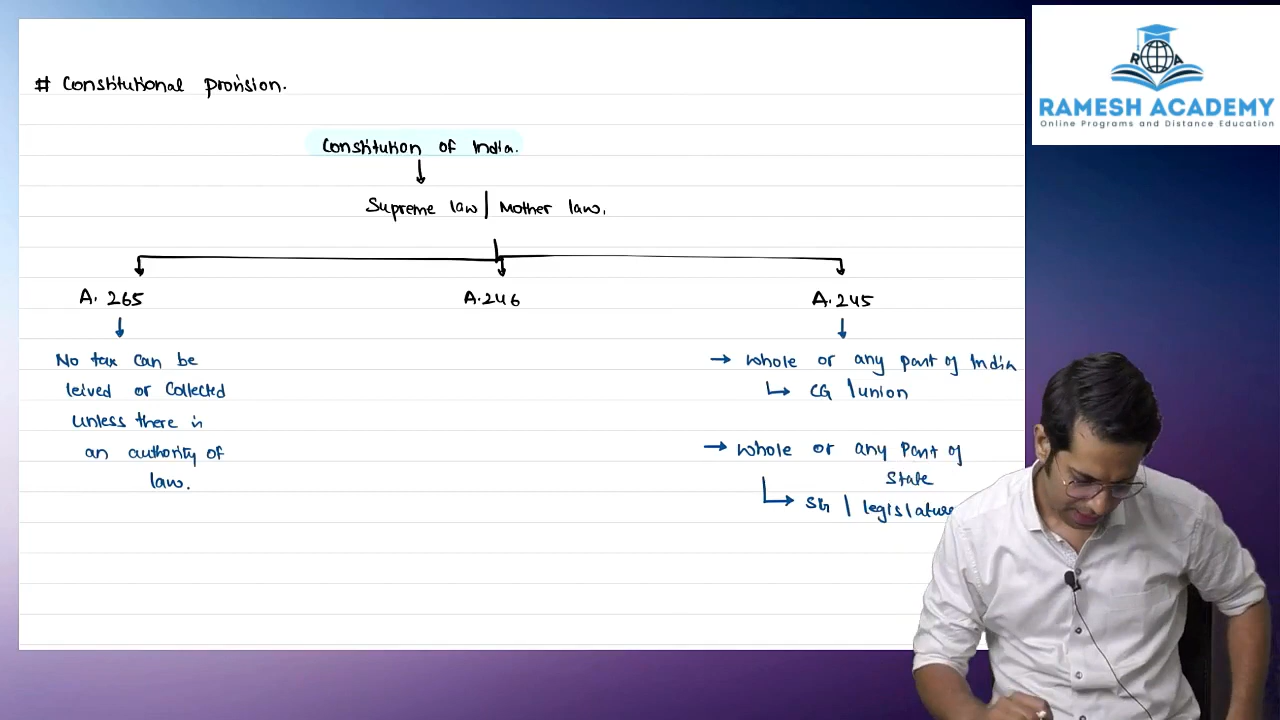 # Constitutional provision.
Constitution of India.
Supreme law | Mother law.
A. 265
A.246
A.245
No tax can be
leived or collected
unless there is
an authority of
law.
→ whole or any part of India
↳ CG | union
→ whole or any part of
state
↳ SG | legislature
R A
RAMESH ACADEMY
Online Programs and Distance Education